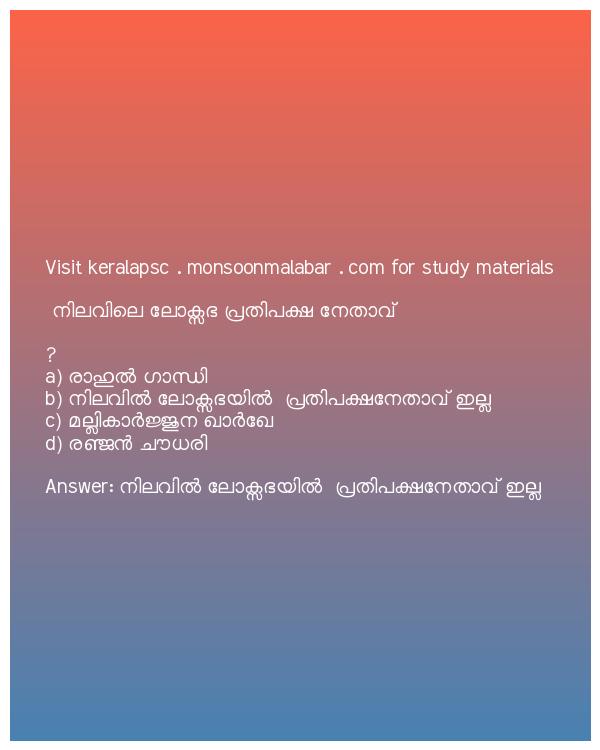 Visit keralapsc . monsoonmalabar . com for study materials
നിലവിലെ ലോക്സഭ പ്രതിപക്ഷ നേതാവ്
?
a) രാഹുൽ ഗാന്ധി
b) നിലവിൽ ലോക്സഭയിൽ പ്രതിപക്ഷനേതാവ് ഇല്ല
c) മല്ലികാർജ്ജുന ഖാർഖേ
d) രഞ്ജൻ ചൗധരി
Answer: നിലവിൽ ലോക്സഭയിൽ പ്രതിപക്ഷനേതാവ് ഇല്ല